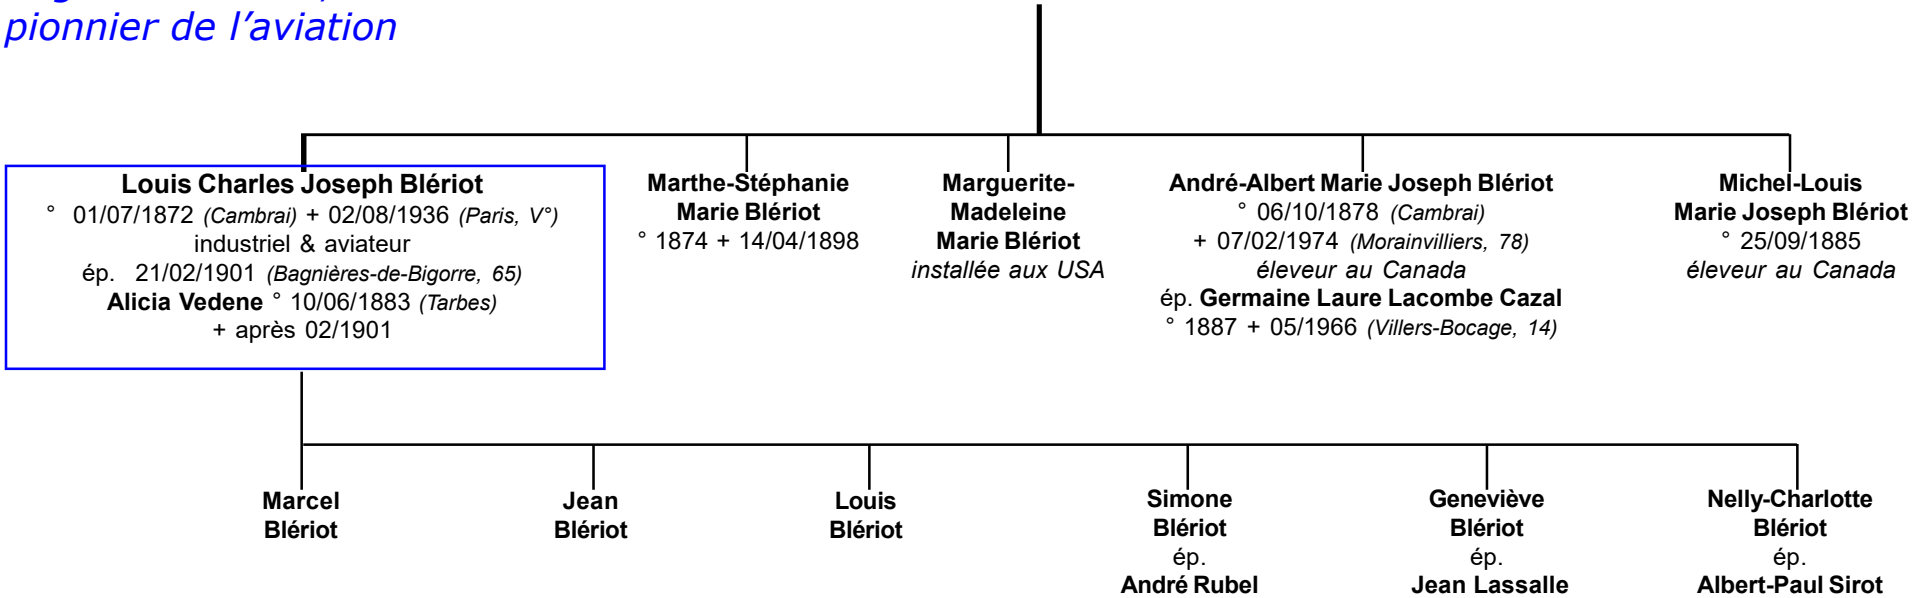 pionnier de l’aviation
Louis Charles Joseph Blériot
° 01/07/1872 (Cambrai) + 02/08/1936 (Paris, V°)
industriel & aviateur
ép. 21/02/1901 (Bagnières-de-Bigorre, 65)
Alicia Vedene ° 10/06/1883 (Tarbes)
+ après 02/1901
Marthe-Stéphanie
Marie Blériot
° 1874 + 14/04/1898
Marguerite-
Madeleine
Marie Blériot
installée aux USA
André-Albert Marie Joseph Blériot
° 06/10/1878 (Cambrai)
+ 07/02/1974 (Morainvilliers, 78)
éleveur au Canada
ép. Germaine Laure Lacombe Cazal
° 1887 + 05/1966 (Villers-Bocage, 14)
Michel-Louis
Marie Joseph Blériot
° 25/09/1885
éleveur au Canada
Marcel
Blériot
Jean
Blériot
Louis
Blériot
Simone
Blériot
ép.
André Rubel
Geneviève
Blériot
ép.
Jean Lassalle
Nelly-Charlotte
Blériot
ép.
Albert-Paul Sirot